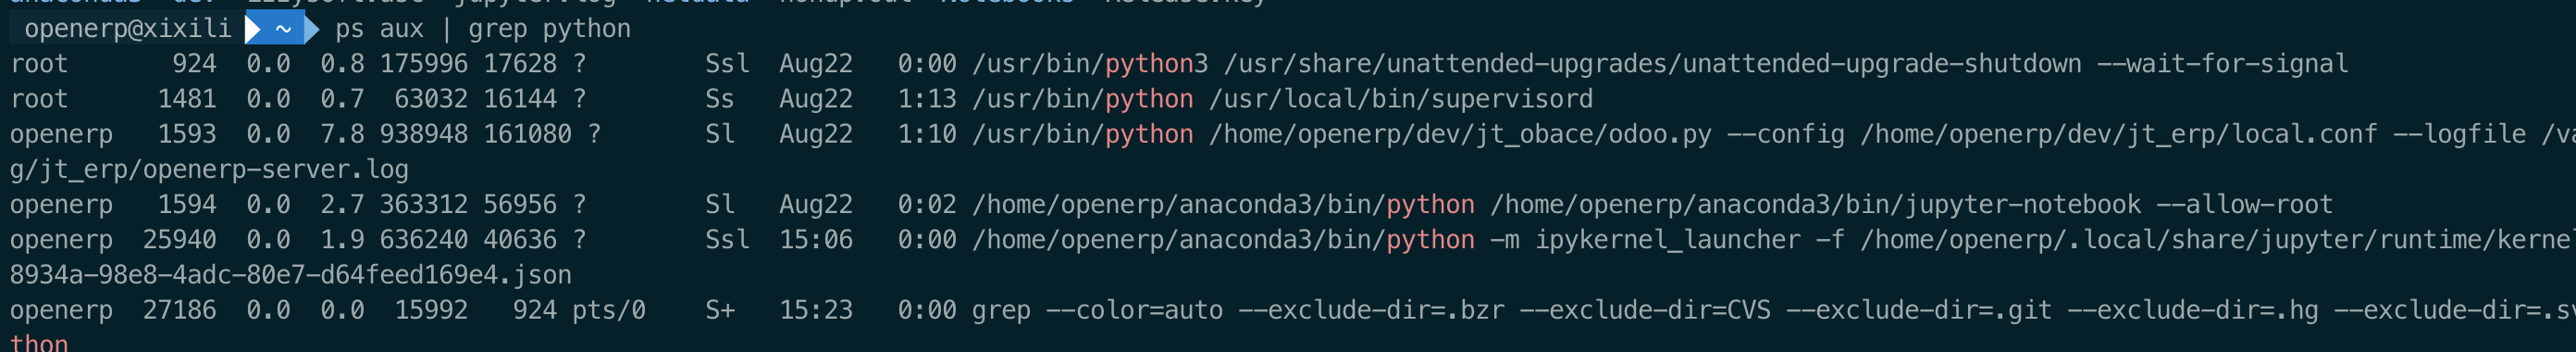 openerp@xixili ~ ps aux | grep python
root 924 0.0 0.8 175996 17628 ? Ssl Aug22 0:00 /usr/bin/python3 /usr/share/unattended-upgrades/unattended-upgrade-shutdown --wait-for-signal
root 1481 0.0 0.7 63032 16144 ? Ss Aug22 1:13 /usr/bin/python /usr/local/bin/supervisord
openerp 1593 0.0 7.8 938948 161080 ? Sl Aug22 1:10 /usr/bin/python /home/openerp/dev/jt_obace/odoo.py --config /home/openerp/dev/jt_erp/local.conf --logfile /va
g/jt_erp/openerp-server.log
openerp 1594 0.0 2.7 363312 56956 ? Sl Aug22 0:02 /home/openerp/anaconda3/bin/python /home/openerp/anaconda3/bin/jupyter-notebook --allow-root
openerp 25940 0.0 1.9 636240 40636 ? Ssl 15:06 0:00 /home/openerp/anaconda3/bin/python -m ipykernel_launcher -f /home/openerp/.local/share/jupyter/runtime/kernel
8934a-98e8-4adc-80e7-d64feed169e4.json
openerp 27186 0.0 0.0 15992 924 pts/0 S+ 15:23 0:00 grep --color=auto --exclude-dir=.bzr --exclude-dir=CVS --exclude-dir=.git --exclude-dir=.hg --exclude-dir=.sv
thon